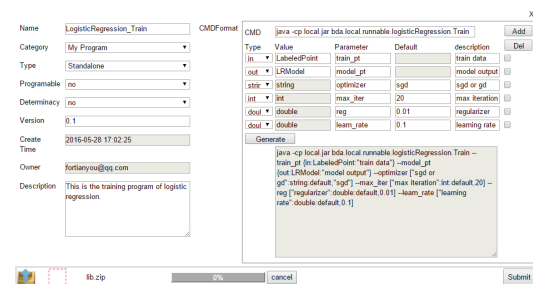 X
Name LogisticRegression_Train CMDFormat CMD java -cp local.jar bda.local.runnable.logisticRegression.Train Add
Category My Program Type Value Parameter Default description Del
Type Standalone in LabeledPoint train_pt train data
out LRModel model_pt model output
Programable no strin string optimizer sgd sgd or gd
Determinacy no int int max_iter 20 max iteration
doul double reg 0.01 regularizer
Version 0.1 doul double learn_rate 0.1 learning rate
Generate
Create Time 2016-05-28 17:02:25
Owner fortianyou@qq.com
Description This is the training program of logistic
regression.
java -cp local.jar bda.local.runnable.logisticRegression.Train --
train_pt {in:LabeledPoint:"train data"} --model_pt
{out:LRModel:"model output"} --optimizer ["sgd or
gd":string:default,"sgd"] --max_iter ["max iteration":int:default,20] --
reg ["regularizer":double:default,0.01] --learn_rate ["learning
rate":double:default,0.1]
lib.zip 0% cancel Submit